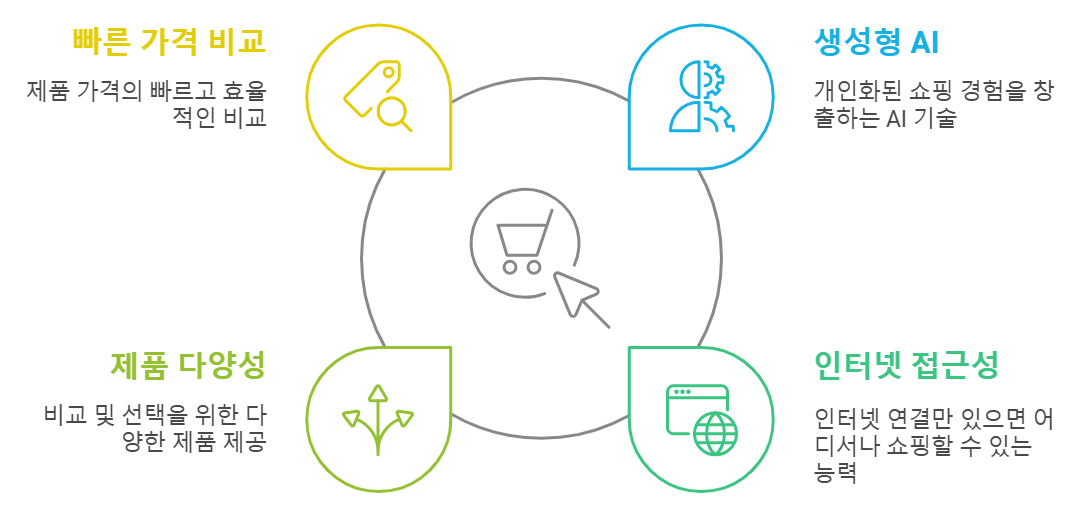 빠른 가격 비교
제품 가격의 빠르고 효율
적인 비교
생성형 AI
개인화된 쇼핑 경험을 창
출하는 AI 기술
제품 다양성
비교 및 선택을 위한 다
양한 제품 제공
인터넷 접근성
인터넷 연결만 있으면 어
디서나 쇼핑할 수 있는
능력